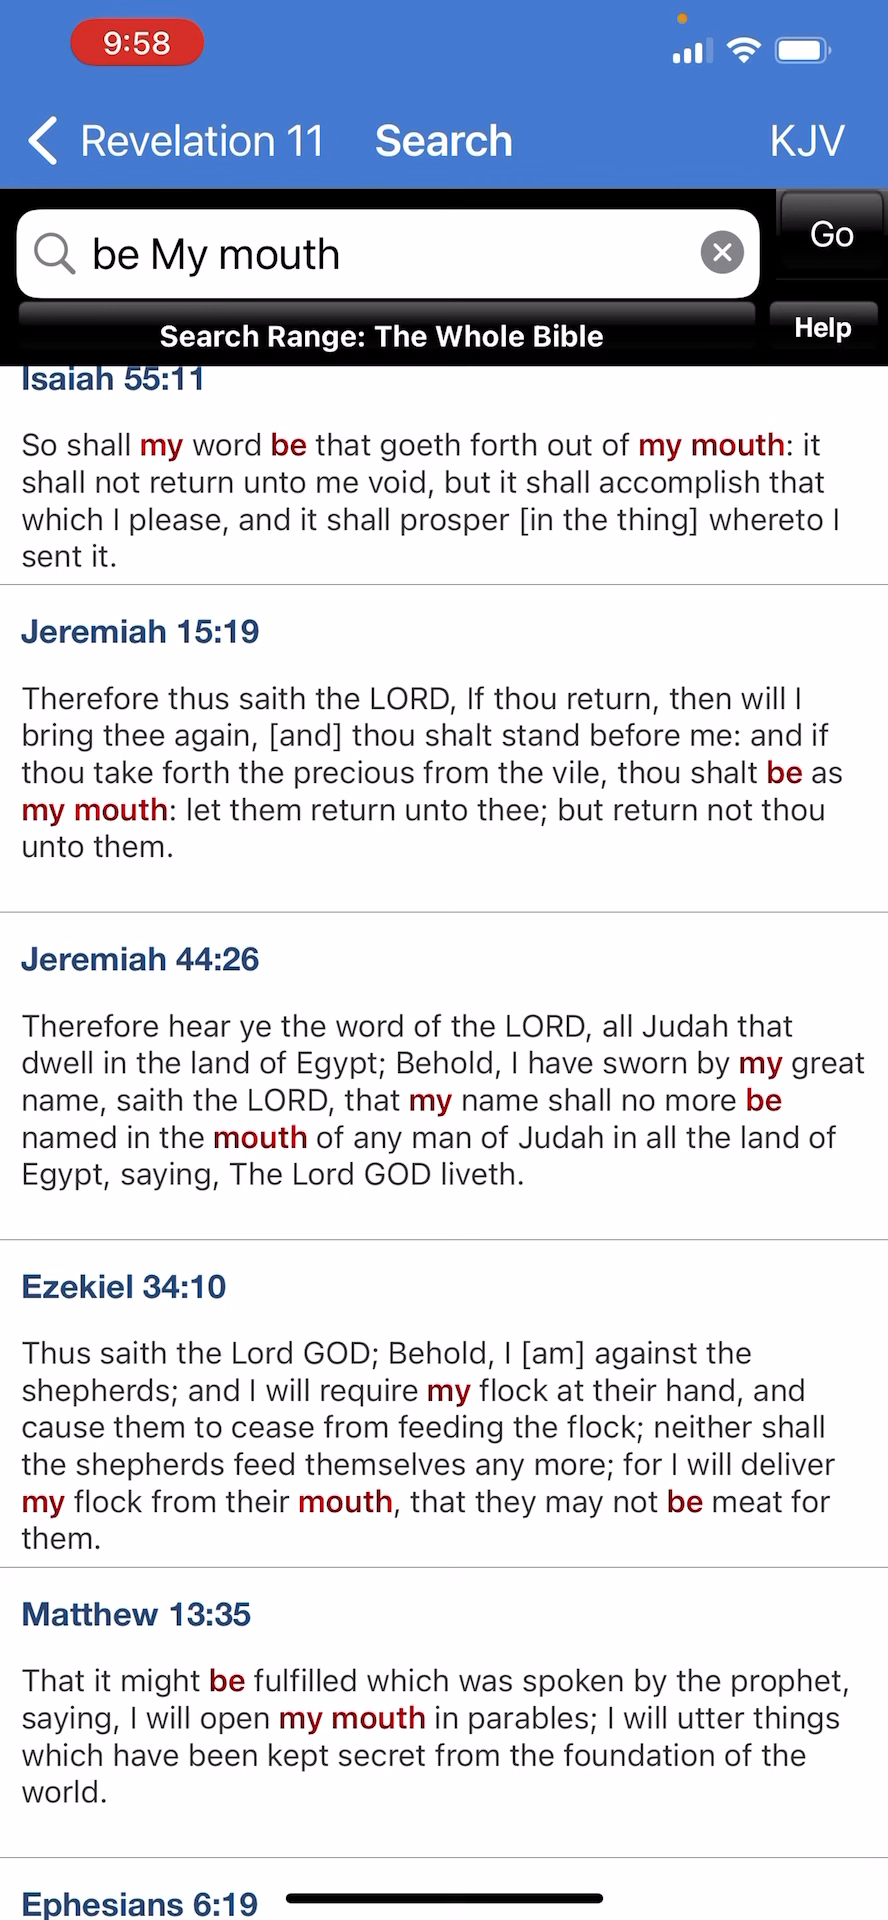 9:58
Revelation 11 Search KJV
be My mouth Go
Search Range: The Whole Bible Help
Isaiah 55:11
So shall my word be that goeth forth out of my mouth: it
shall not return unto me void, but it shall accomplish that
which I please, and it shall prosper [in the thing] whereto I
sent it.
Jeremiah 15:19
Therefore thus saith the LORD, If thou return, then will I
bring thee again, [and] thou shalt stand before me: and if
thou take forth the precious from the vile, thou shalt be as
my mouth: let them return unto thee; but return not thou
unto them.
Jeremiah 44:26
Therefore hear ye the word of the LORD, all Judah that
dwell in the land of Egypt; Behold, I have sworn by my great
name, saith the LORD, that my name shall no more be
named in the mouth of any man of Judah in all the land of
Egypt, saying, The Lord GOD liveth.
Ezekiel 34:10
Thus saith the Lord GOD; Behold, I [am] against the
shepherds; and I will require my flock at their hand, and
cause them to cease from feeding the flock; neither shall
the shepherds feed themselves any more; for I will deliver
my flock from their mouth, that they may not be meat for
them.
Matthew 13:35
That it might be fulfilled which was spoken by the prophet,
saying, I will open my mouth in parables; I will utter things
which have been kept secret from the foundation of the
world.
Ephesians 6:19